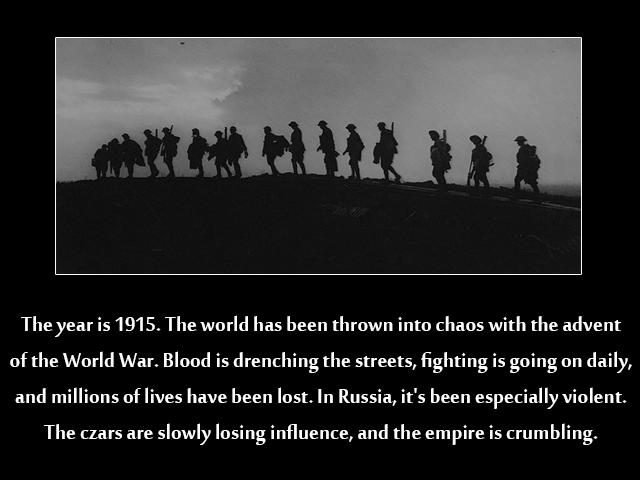 The year is 1915. The world has been thrown into chaos with the advent
of the World War. Blood is drenching the streets, fighting is going on daily,
and millions of lives have been lost. In Russia, it's been especially violent.
The czars are slowly losing influence, and the empire is crumbling.